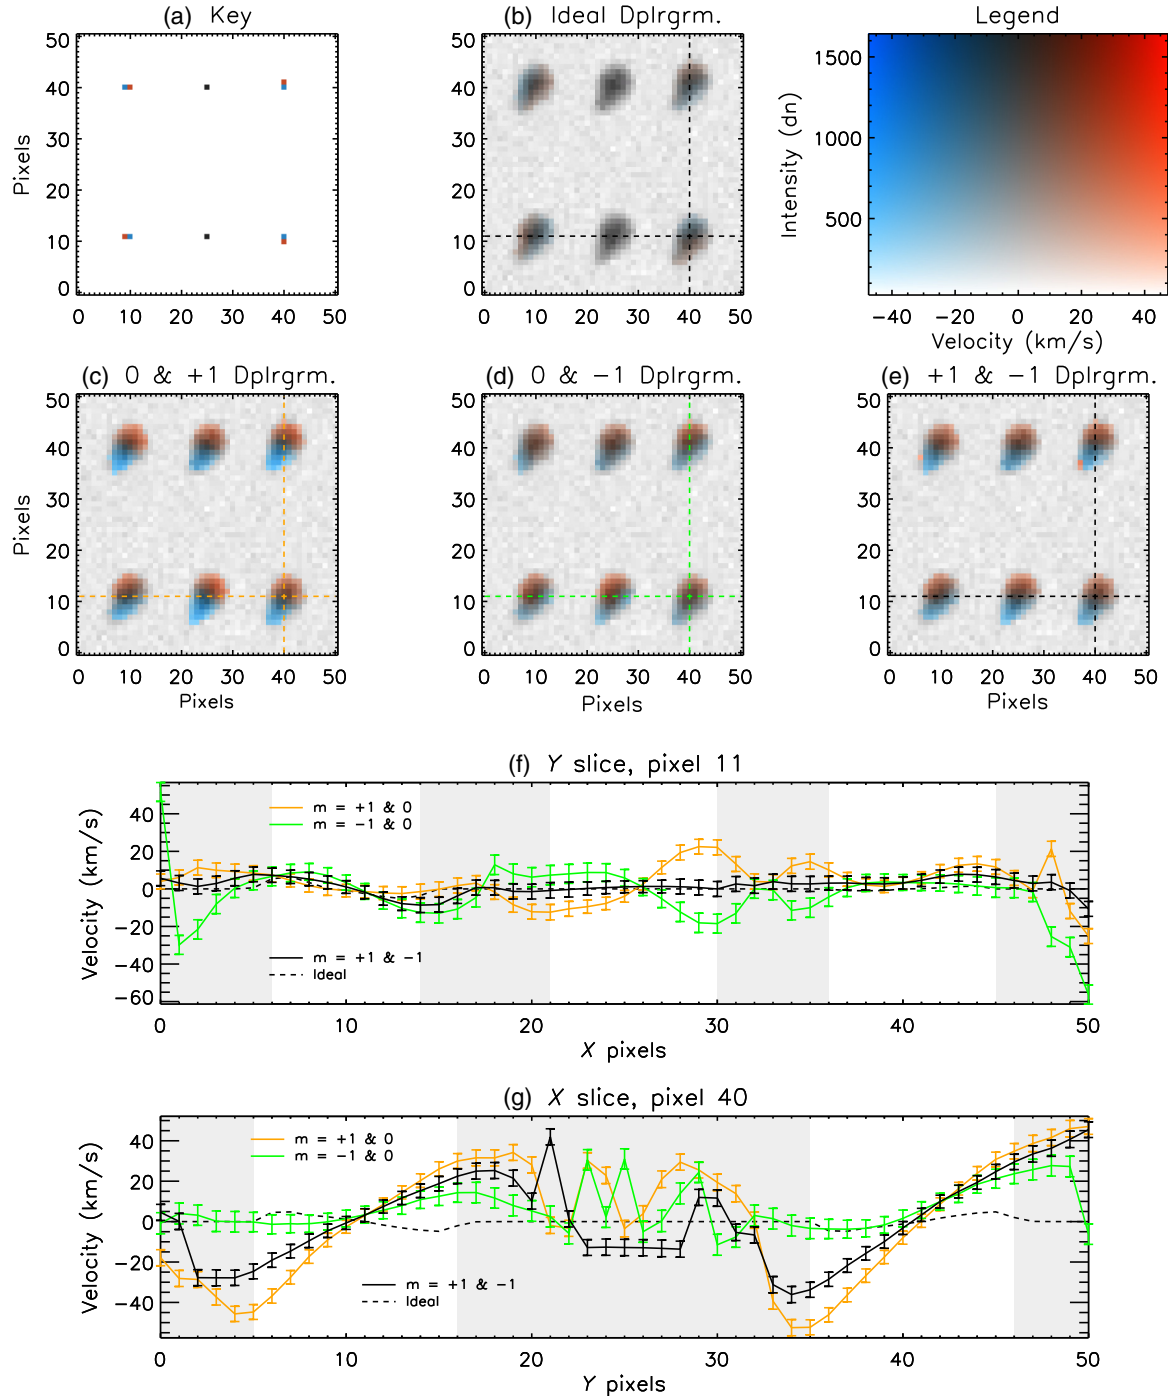 (a) Key
(b) Ideal Dplrgrm.
Legend
50
40
30
20
10
0
Pixels
0 10 20 30 40 50
50
40
30
20
10
0
0 10 20 30 40 50
1500
1000
500
Intensity (dn)
−40 −20 0 20 40
Velocity (km/s)
(c) 0 & +1 Dplrgrm.
(d) 0 & −1 Dplrgrm.
(e) +1 & −1 Dplrgrm.
50
40
30
20
10
0
Pixels
0 10 20 30 40 50
Pixels
50
40
30
20
10
0
0 10 20 30 40 50
Pixels
50
40
30
20
10
0
0 10 20 30 40 50
Pixels
(f) Y slice, pixel 11
40
20
0
−20
−40
−60
Velocity (km/s)
m = +1 & 0
m = −1 & 0
m = +1 & −1
Ideal
0 10 20 30 40 50
X pixels
(g) X slice, pixel 40
40
20
0
−20
−40
Velocity (km/s)
m = +1 & 0
m = −1 & 0
m = +1 & −1
Ideal
0 10 20 30 40 50
Y pixels